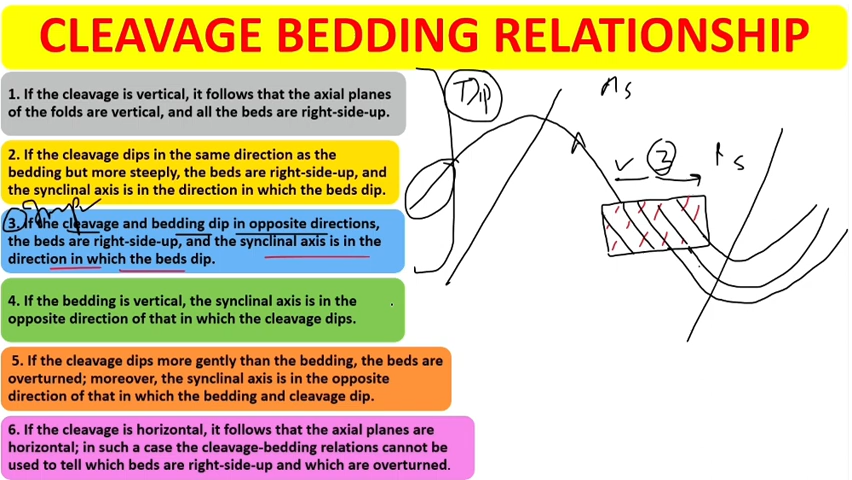 CLEAVAGE BEDDING RELATIONSHIP
1. If the cleavage is vertical, it follows that the axial planes
of the folds are vertical, and all the beds are right-side-up.
2. If the cleavage dips in the same direction as the
bedding but more steeply, the beds are right-side-up, and
the synclinal axis is in the direction in which the beds dip.
3. If the cleavage and bedding dip in opposite directions,
the beds are right-side-up, and the synclinal axis is in the
direction in which the beds dip.
4. If the bedding is vertical, the synclinal axis is in the
opposite direction of that in which the cleavage dips.
5. If the cleavage dips more gently than the bedding, the beds are
overturned; moreover, the synclinal axis is in the opposite
direction of that in which the bedding and cleavage dip.
6. If the cleavage is horizontal, it follows that the axial planes are
horizontal; in such a case the cleavage-bedding relations cannot be
used to tell which beds are right-side-up and which are overturned.
Dip
As
3